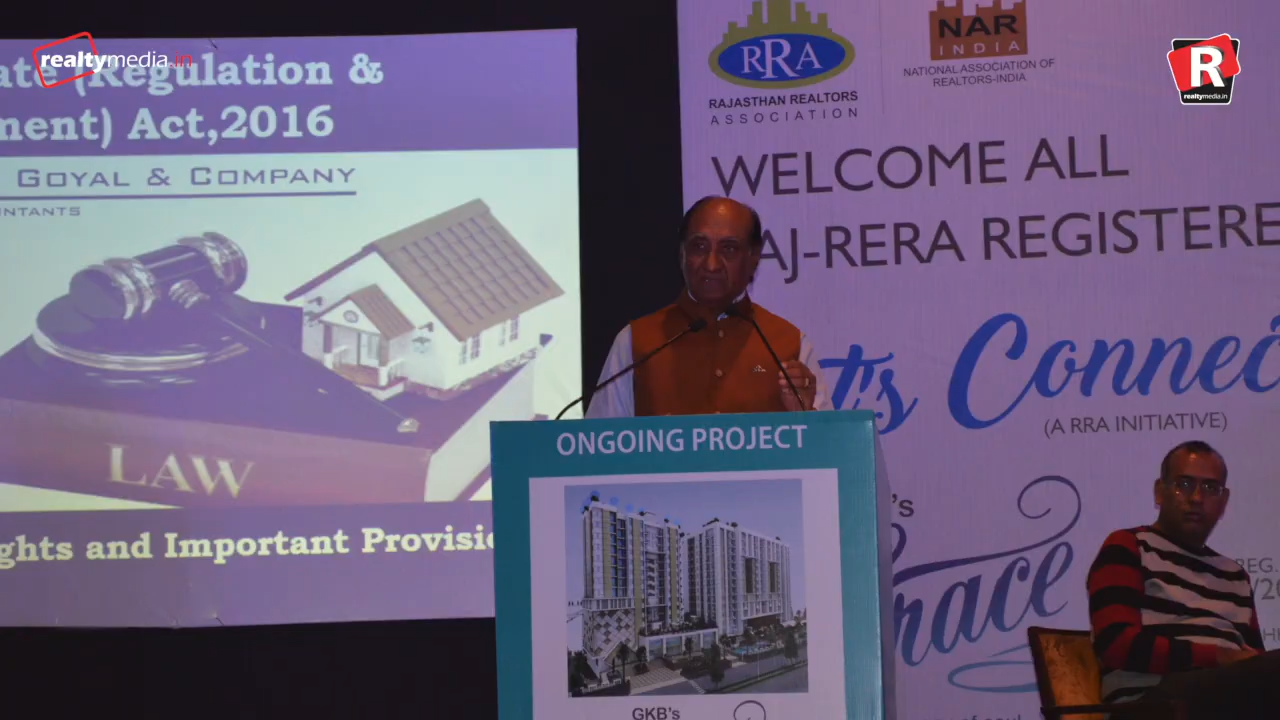 realtymedia.in
ate (Regulation &
ment) Act,2016
GOYAL & COMPANY
NTANTS
LAW
ghts and Important Provisi
RRA
RAJASTHAN REALTORS
ASSOCIATION
NAR
INDIA
NATIONAL ASSOCIATION OF
REALTORS-INDIA
R
realtymedia.in
WELCOME ALL
AJ-RERA REGISTERE
t's Connec
(A RRA INITIATIVE)
's
race
REG.
ONGOING PROJECT
GKB's